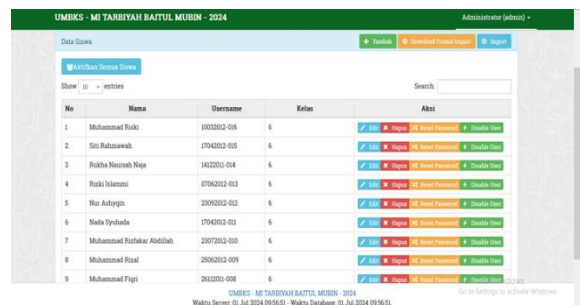 UMBKS - MI TARBIYAH BAITUL MUBIN - 2024 Administrator (admin)
Data Siswa + Tambah Download Format Import Import
Aktifkan Semua Siswa
Show 10 entries Search:
No Nama Username Kelas Aksi
1 Muhammad Riski 10032012-016 6 Edit Hapus Reset Password Disable User
2 Siti Rahmawah 17042012-015 6 Edit Hapus Reset Password Disable User
3 Rukha Naja 14122011-014 6 Edit Hapus Reset Password Disable User
4 Rizki Islammi 07062012-013 6 Edit Hapus Reset Password Disable User
5 Nur Ashyqin 23092012-012 6 Edit Hapus Reset Password Disable User
6 Nada Syuhada 17042012-011 6 Edit Hapus Reset Password Disable User
7 Muhammad Rizfakar Abdillah 23072012-010 6 Edit Hapus Reset Password Disable User
8 Muhammad Rizal 25062012-009 6 Edit Hapus Reset Password Disable User
9 Muhammad Fiqri 26112011-008 6 Edit Hapus Reset Password Disable User
UMBKS - MI TARBIYAH BAITUL MUBIN - 2024
Go to Settings to activate Windows.
Waktu Server: 01 Jul 2024 09:56:51 - Waktu Database: 01 Jul 2024 09:56:51